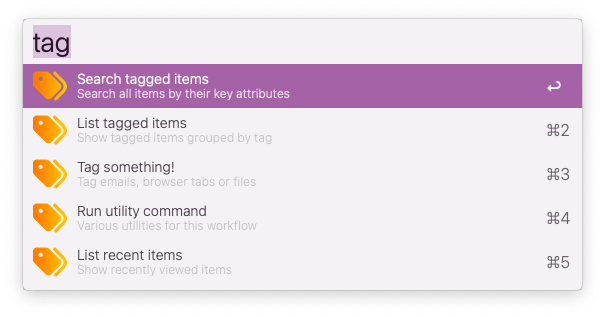 tag
Search tagged items
Search all items by their key attributes
↩
List tagged items
Show tagged items grouped by tag
⌘2
Tag something!
Tag emails, browser tabs or files
⌘3
Run utility command
Various utilities for this workflow
⌘4
List recent items
Show recently viewed items
⌘5